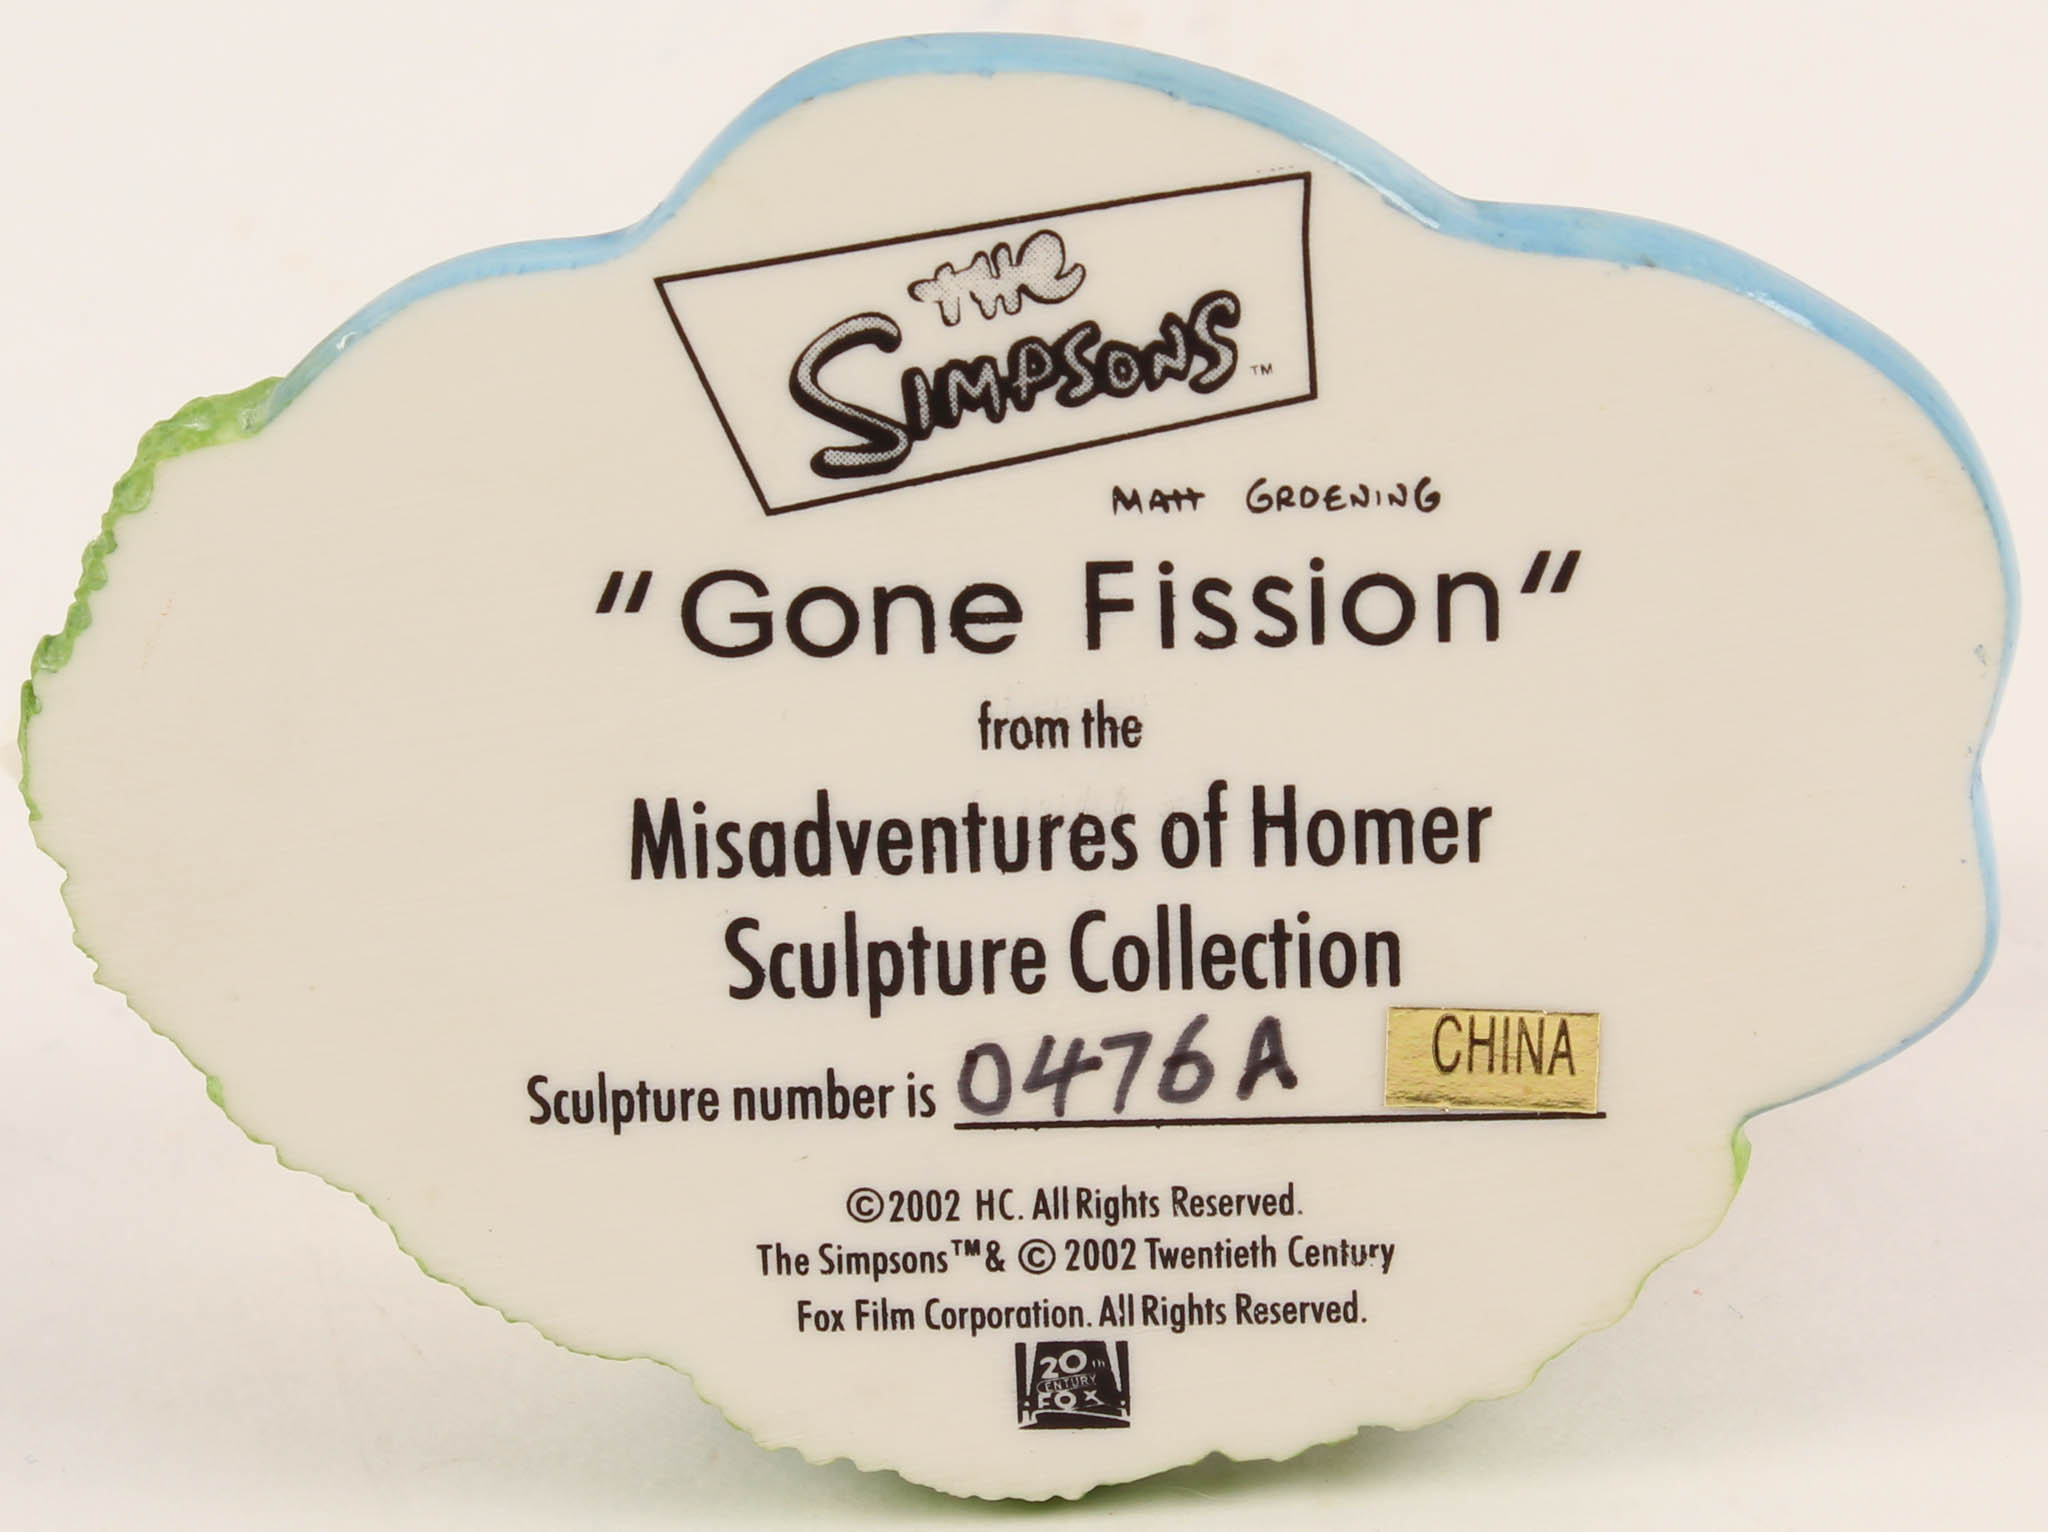 The
Simpsons™
Matt Groening
"Gone Fission"
from the
Misadventures of Homer
Sculpture Collection
Sculpture number is 0476A CHINA
©2002 HC. All Rights Reserved.
The Simpsons™& © 2002 Twentieth Century
Fox Film Corporation. All Rights Reserved.
20th
CENTURY
FOX